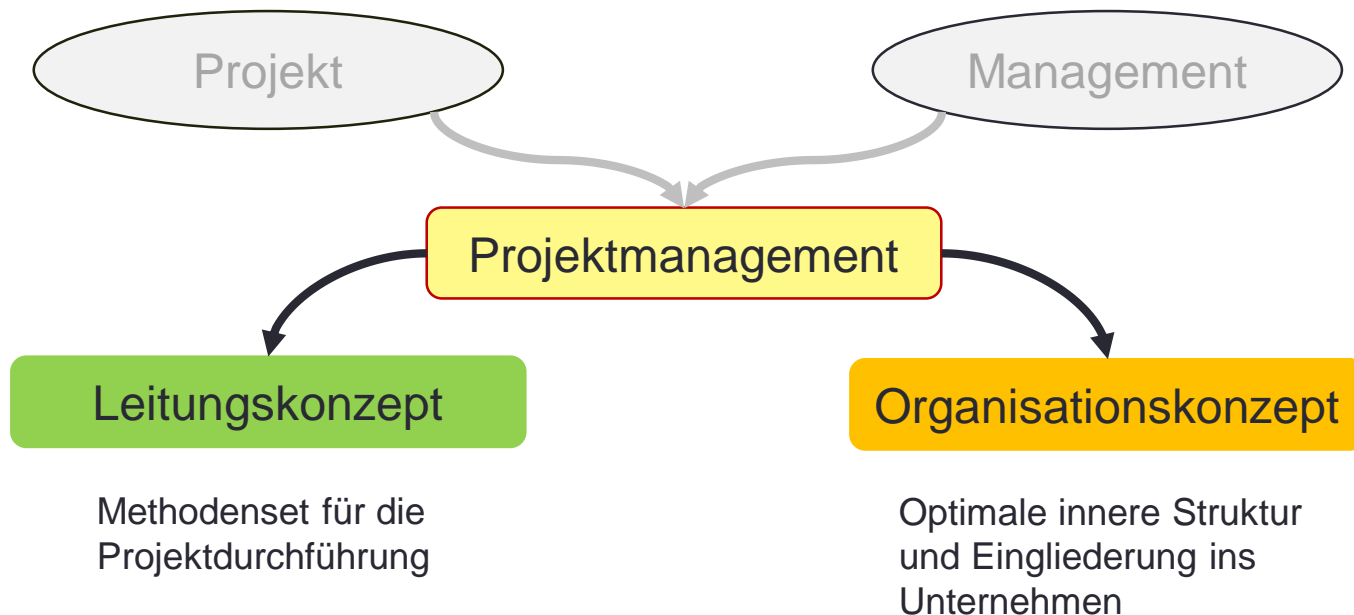 Projekt
Management
Projektmanagement
Leitungskonzept
Organisationskonzept
Methodenset für die
Projektdurchführung
Optimale innere Struktur
und Eingliederung ins
Unternehmen